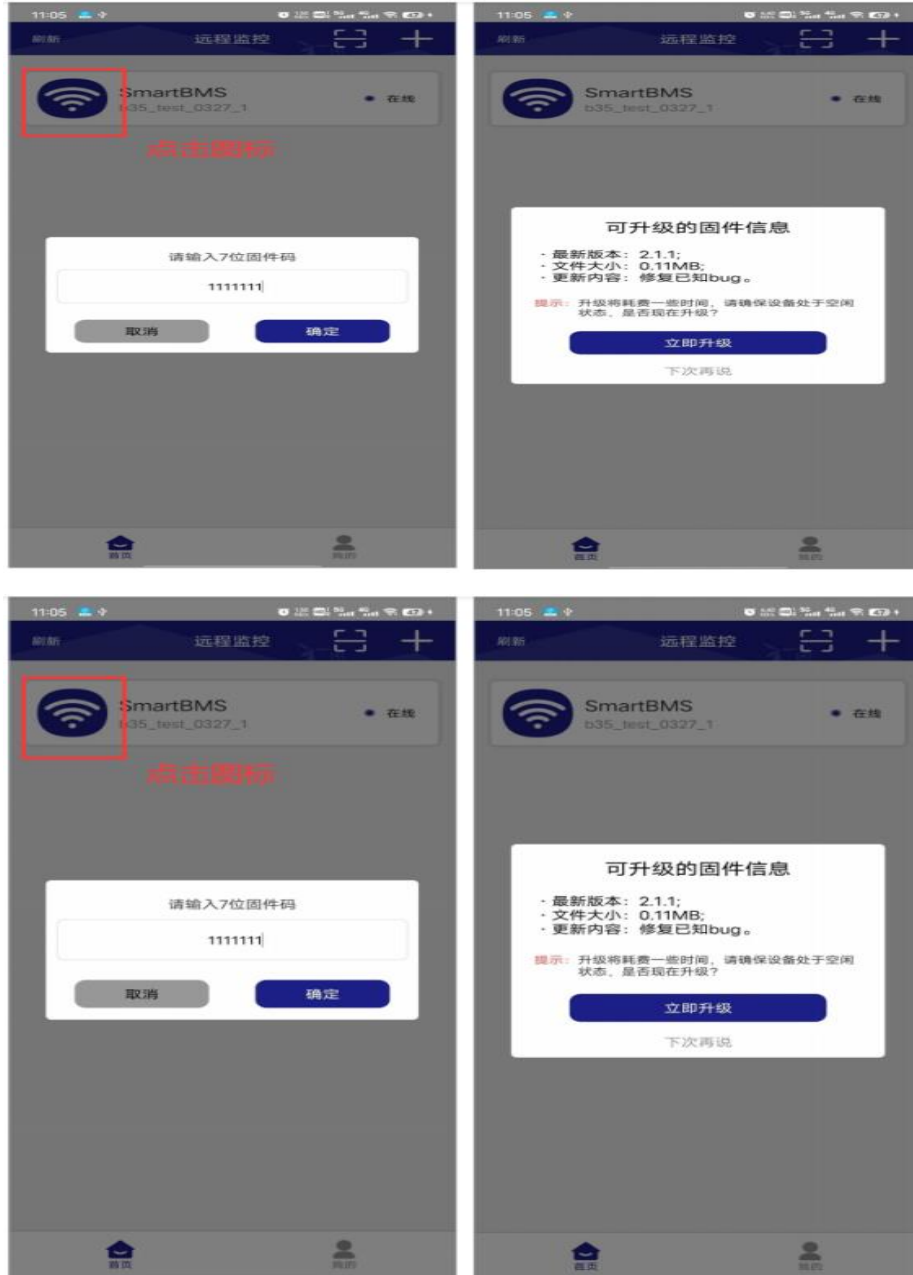 11:05
刷新
远程监控
SmartBMS
b35_test_0327_1
在线
点击图标
请输入7位固件码
1111111
取消
确定
首页
我的
11:05
刷新
远程监控
SmartBMS
b35_test_0327_1
在线
可升级的固件信息
· 最新版本：2.1.1;
· 文件大小：0.11MB;
· 更新内容：修复已知bug。
提示：升级将耗费一些时间，请确保设备处于空闲
状态，是否现在升级？
立即升级
下次再说
首页
我的
11:05
刷新
远程监控
SmartBMS
b35_test_0327_1
在线
点击图标
请输入7位固件码
1111111
取消
确定
首页
我的
11:05
刷新
远程监控
SmartBMS
b35_test_0327_1
在线
可升级的固件信息
· 最新版本：2.1.1;
· 文件大小：0.11MB;
· 更新内容：修复已知bug。
提示：升级将耗费一些时间，请确保设备处于空闲
状态，是否现在升级？
立即升级
下次再说
首页
我的